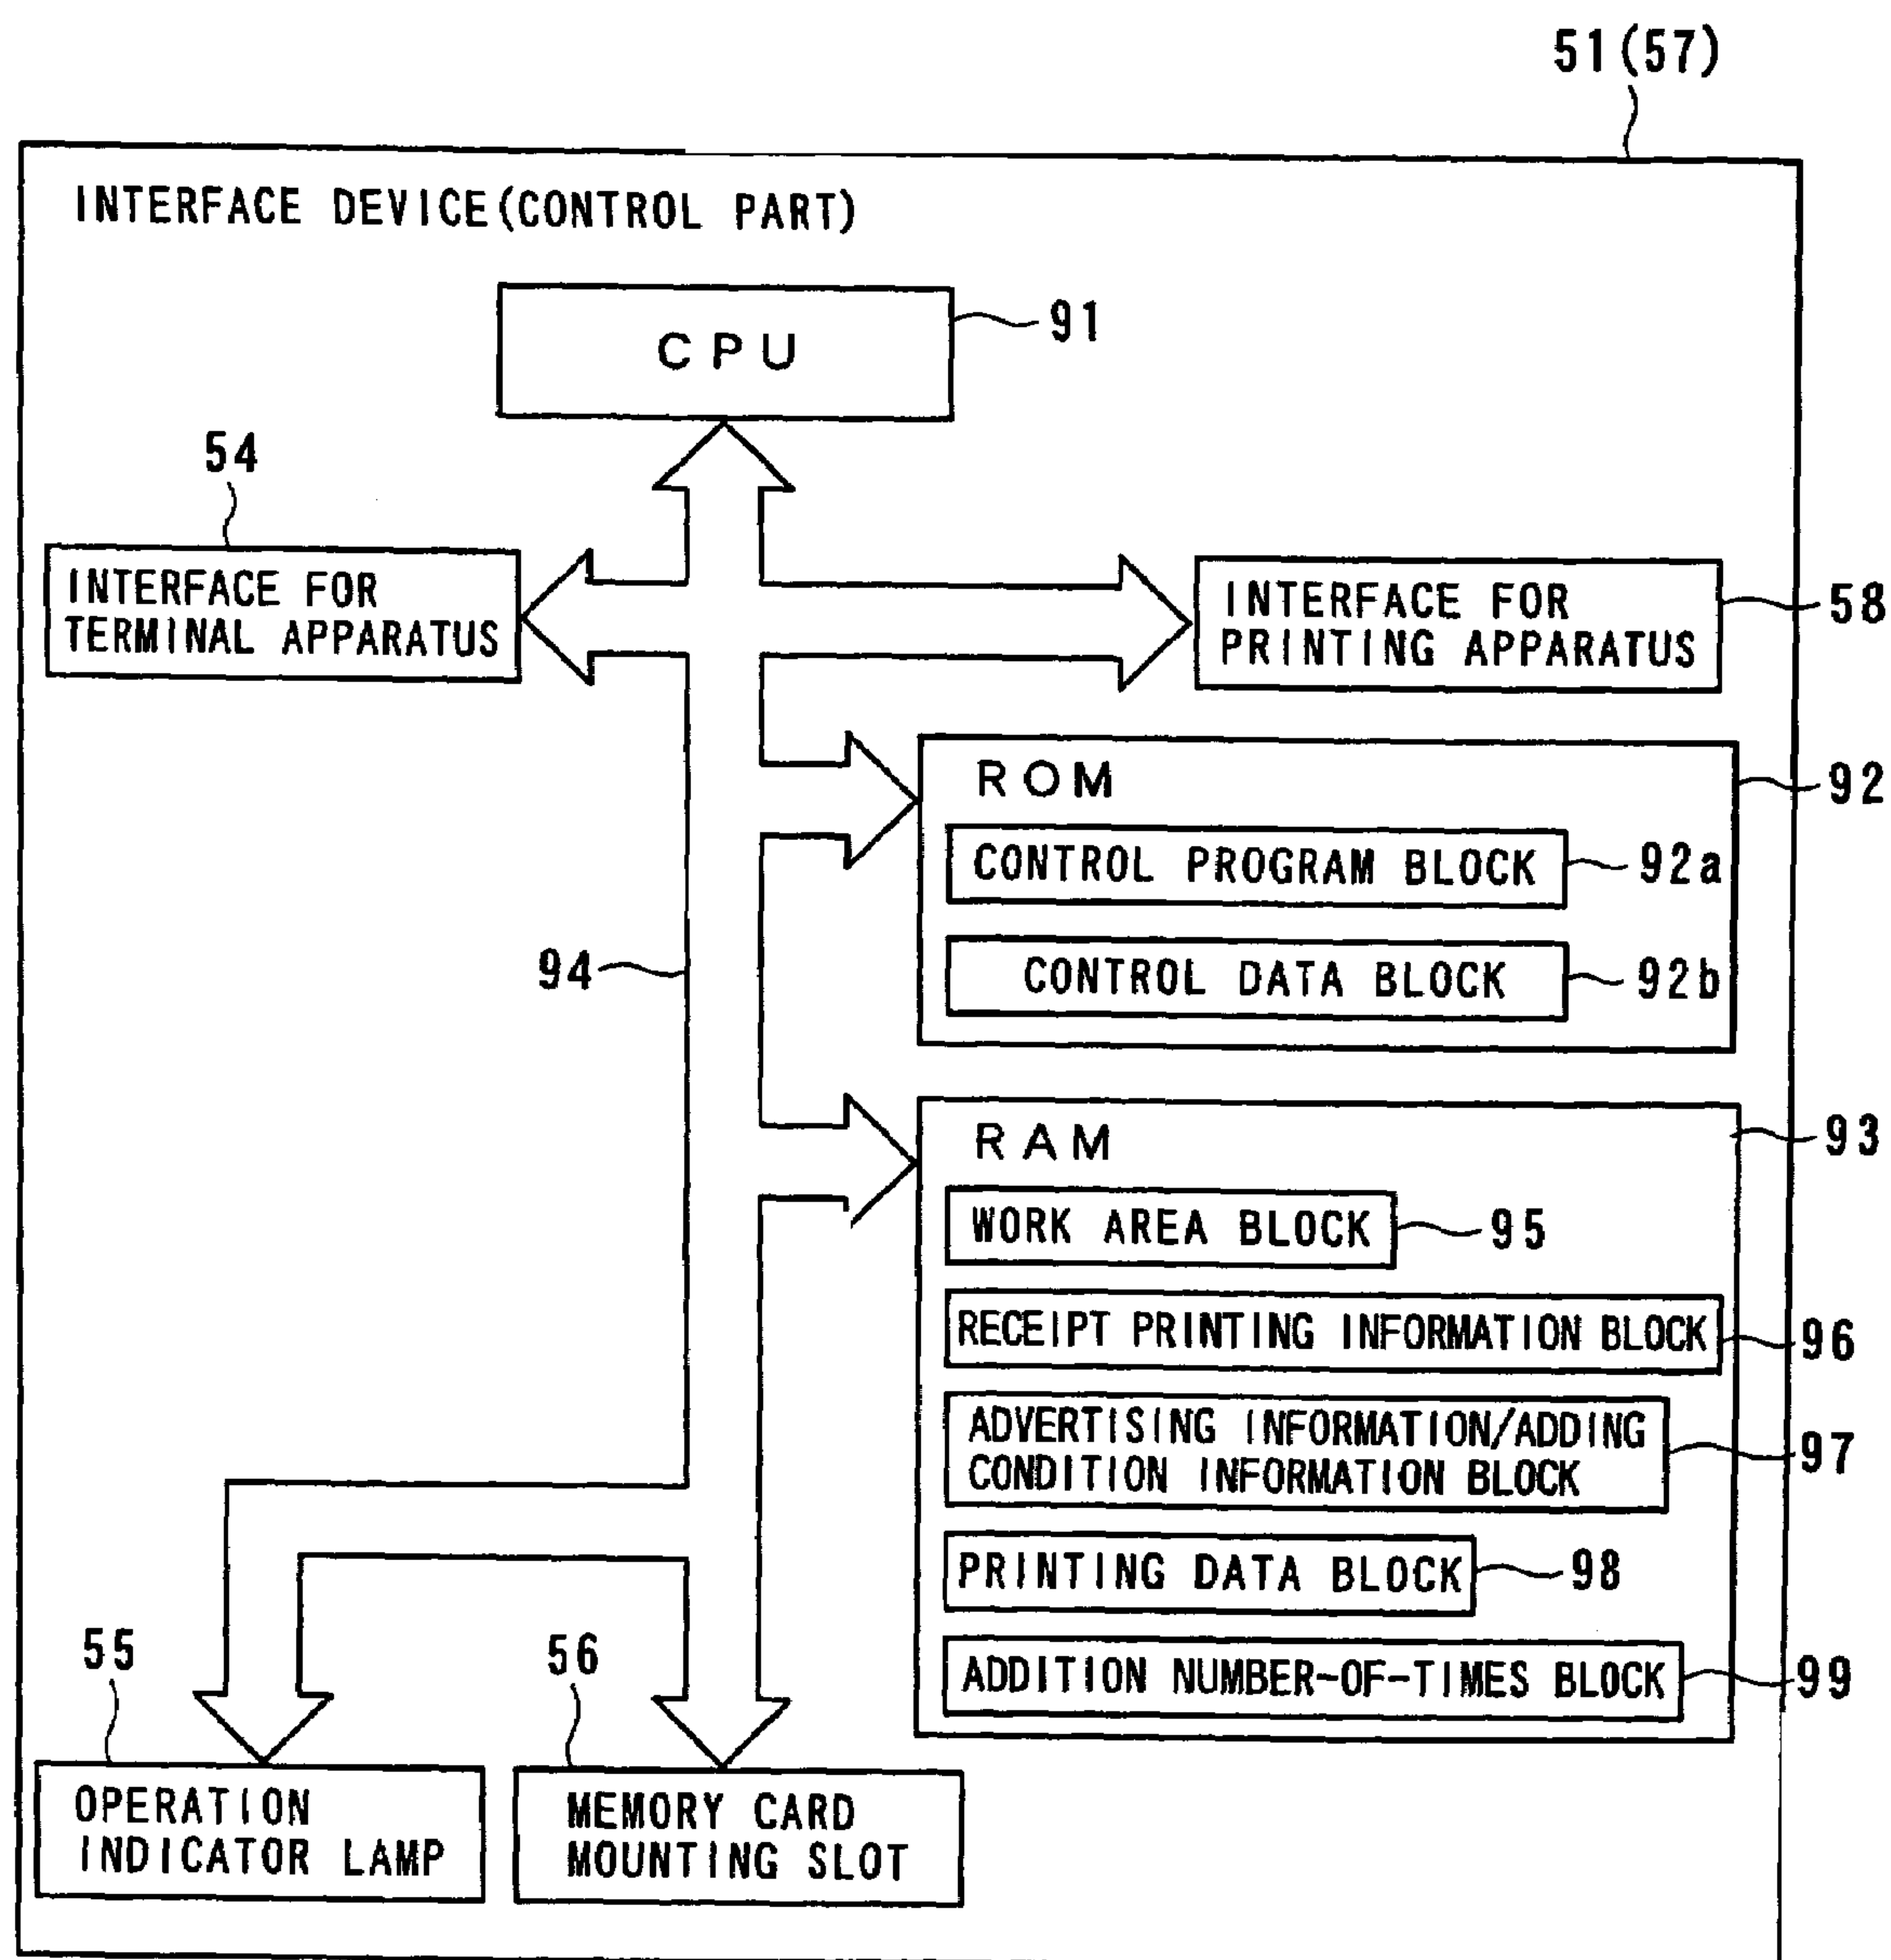 51(57)
INTERFACE DEVICE(CONTROL PART)
CPU
91
54
INTERFACE FOR
TERMINAL APPARATUS
INTERFACE FOR
PRINTING APPARATUS
58
ROM
92
CONTROL PROGRAM BLOCK
92a
CONTROL DATA BLOCK
92b
94
RAM
93
WORK AREA BLOCK
95
RECEIPT PRINTING INFORMATION BLOCK
96
ADVERTISING INFORMATION/ADDING
CONDITION INFORMATION BLOCK
97
PRINTING DATA BLOCK
98
ADDITION NUMBER-OF-TIMES BLOCK
99
55
OPERATION
INDICATOR LAMP
56
MEMORY CARD
MOUNTING SLOT